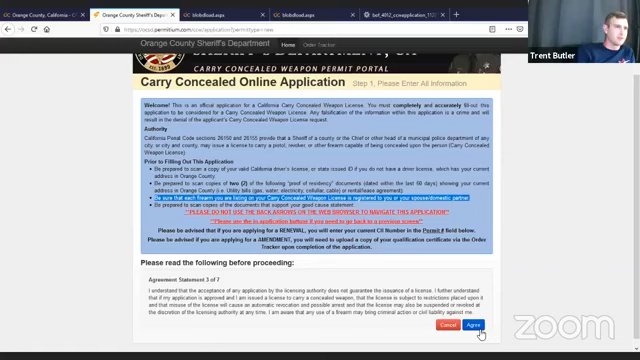 Orange County, California - C
Orange County Sheriff's Depart
blobdload.aspx
blobdload.aspx
bof_4012_ccwapplication_1120
https://ocso.permitium.com/ccw/application?permittype=new
Orange County Sheriff's Department
Home
Order Tracker
Trent Butler
CARRY CONCEALED WEAPON PERMIT PORTAL
Carry Concealed Online Application
Step 1, Please Enter All Information
Welcome! This is an official application for a California Carry Concealed Weapon License. You must completely and accurately fill-out this
application to be considered for a Carry Concealed Weapon License. Any falsification of the information within this application is a crime and will
result in the denial of the applicant's Carry Concealed Weapon License request.
Authority
California Penal Code sections 26150 and 26155 provide that a Sheriff of a county or the Chief or other head of a municipal police department of any
city, or city and county, may issue a license to carry a pistol, revolver, or other firearm capable of being concealed upon the person (Carry
Concealed Weapon License).
Prior to Filling Out This Application
Be prepared to scan a copy of your valid California driver's license, or stated issued ID if you do not have a driver license, which has your current
address in Orange County.
Be prepared to scan copies of two (2) of the following "proof of residency" documents (dated within the last 60 days) showing your current
address in Orange County (i.e. Utility bills (gas, water, electricity, cellular, cable) or rental/lease agreement).
Be sure that each firearm you are listing on your Carry Concealed Weapon License is registered to you or your spouse/domestic partner.
Be prepared to scan copies of the documents that support your good cause statement.
**PLEASE DO NOT USE THE BACK ARROWS ON THE WEB BROWSER TO NAVIGATE THIS APPLICATION**
Please use the in application buttons if you need to go back to a previous screen**
Please be advised that if you are applying for a RENEWAL, you will enter your current CII Number in the Permit # field below.
Please be advised if you are applying for a AMENDMENT, you will need to upload a copy of your qualification certificate via the Order
Tracker upon completion of the application.
Please read the following before proceeding:
Agreement Statement 3 of 7
I understand that the acceptance of any application by the licensing authority does not guarantee the issuance of a license. I further understand
that if my application is approved and I am issued a license to carry a concealed weapon, that the license is subject to restrictions placed upon it and
that misuse of the license will cause an automatic revocation and possible arrest and that the license may also be suspended or revoked at
the discretion of the licensing authority at any time. I am aware that any use of a firearm may bring criminal action or civil liability against me.
Cancel
Agree
zoom